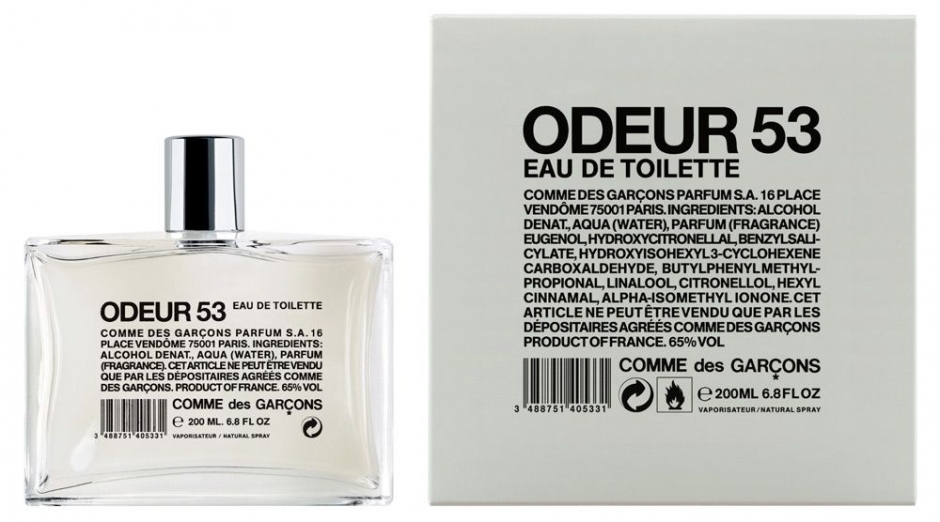 ODEUR 53 EAU DE TOILETTE
COMME DES GARÇONS PARFUM S.A. 16
PLACE VENDÔME 75001 PARIS. INGREDIENTS:
ALCOHOL DENAT., AQUA (WATER), PARFUM
(FRAGRANCE). CET ARTICLE NE PEUT ÊTRE VENDU
QUE PAR LES DÉPOSITAIRES AGRÉÉS COMME
DES GARÇONS. PRODUCT OF FRANCE. 65% VOL
COMME des GARÇONS
℮ 200 ML. 6.8 FL OZ
VAPORISATEUR / NATURAL SPRAY
3 488751 405331
ODEUR 53
EAU DE TOILETTE
COMME DES GARÇONS PARFUM S.A. 16 PLACE
VENDÔME 75001 PARIS. INGREDIENTS: ALCOHOL
DENAT., AQUA (WATER), PARFUM (FRAGRANCE)
EUGENOL, HYDROXYCITRONELLAL, BENZYL SALI-
CYLATE, HYDROXYISOHEXYL 3-CYCLOHEXENE
CARBOXALDEHYDE, BUTYLPHENYL METHYL-
PROPIONAL, LINALOOL, CITRONELLOL, HEXYL
CINNAMAL, ALPHA-ISOMETHYL IONONE. CET
ARTICLE NE PEUT ÊTRE VENDU QUE PAR LES
DÉPOSITAIRES AGRÉÉS COMME DES GARÇONS
PRODUCT OF FRANCE. 65% VOL
COMME des GARÇONS
℮ 200ML 6.8 FL OZ
VAPORISATEUR / NATURAL SPRAY
3 488751 405331